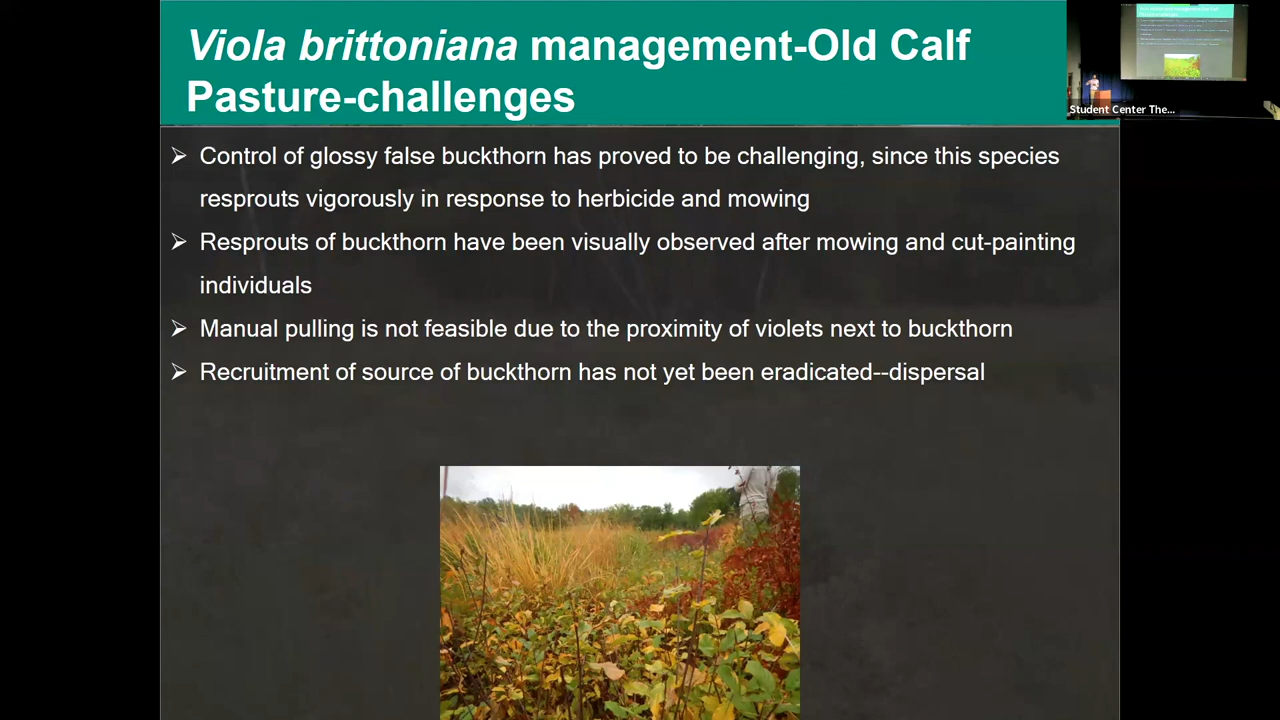 Viola brittoniana management-Old Calf
Pasture-challenges
Student Center The...
Control of glossy false buckthorn has proved to be challenging, since this species
resprouts vigorously in response to herbicide and mowing
Resprouts of buckthorn have been visually observed after mowing and cut-painting
individuals
Manual pulling is not feasible due to the proximity of violets next to buckthorn
Recruitment of source of buckthorn has not yet been eradicated--dispersal